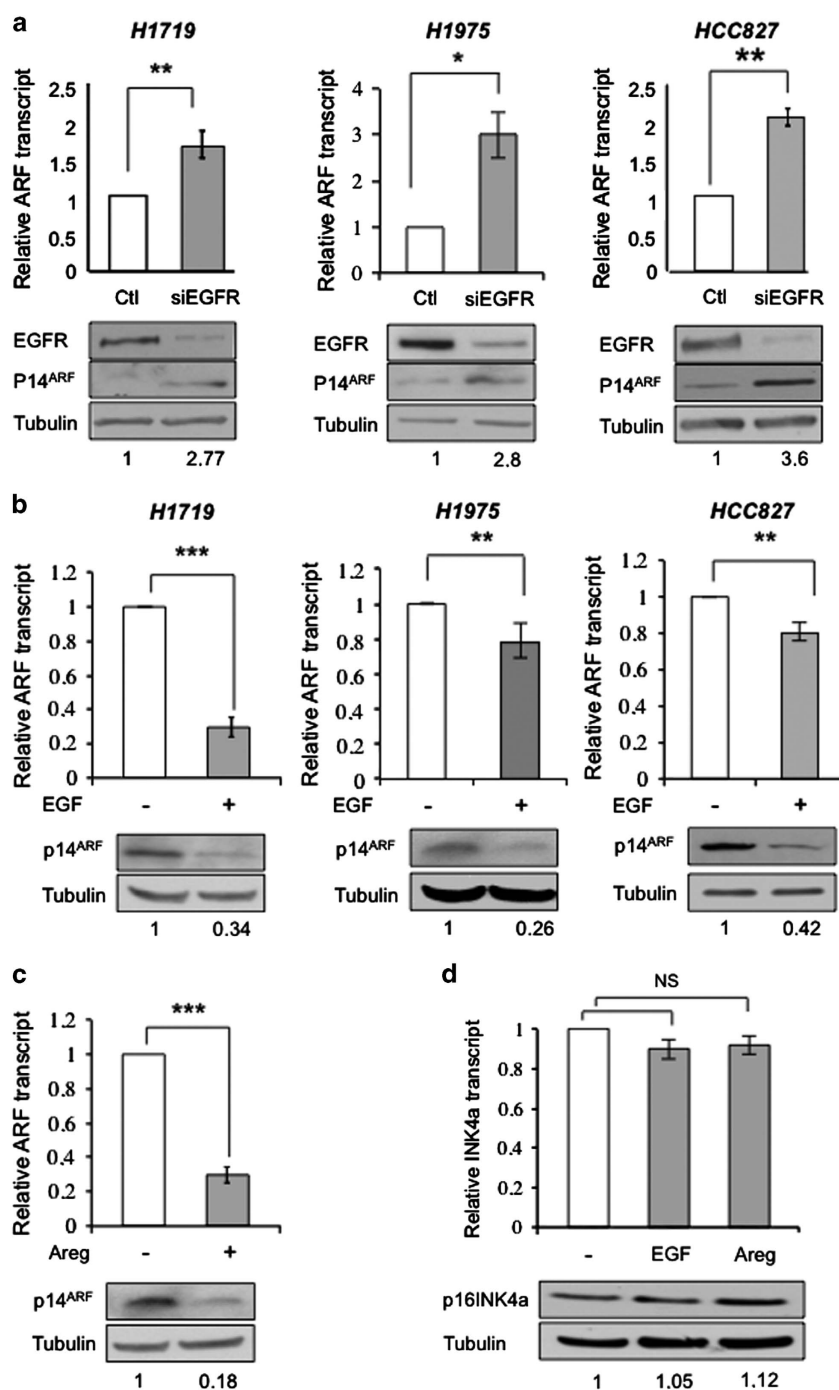 a
H1719 H1975 HCC827
** * **
Relative ARF transcript
2.5
2
1.5
1
0.5
0
Ctl siEGFR
Relative ARF transcript
5
4
3
2
1
0
Ctl siEGFR
Relative ARF transcript
2.5
2
1.5
1
0.5
0
Ctl siEGFR
EGFR
P14ARF
Tubulin
1 2.77
EGFR
P14ARF
Tubulin
1 2.8
EGFR
P14ARF
Tubulin
1 3.6
b
H1719 H1975 HCC827
*** ** **
Relative ARF transcript
1.2
1
0.8
0.6
0.4
0.2
0
EGF - +
Relative ARF transcript
1.2
1
0.8
0.6
0.4
0.2
0
- +
Relative ARF transcript
1.2
1
0.8
0.6
0.4
0.2
0
- +
p14ARF
Tubulin
1 0.34
p14ARF
Tubulin
1 0.26
p14ARF
Tubulin
1 0.42
c
***
Relative ARF transcript
1.2
1
0.8
0.6
0.4
0.2
0
Areg - +
p14ARF
Tubulin
1 0.18
d
NS
Relative INK4a transcript
1
0.8
0.6
0.4
0.2
0
- EGF Areg
p16INK4a
Tubulin
1 1.05 1.12